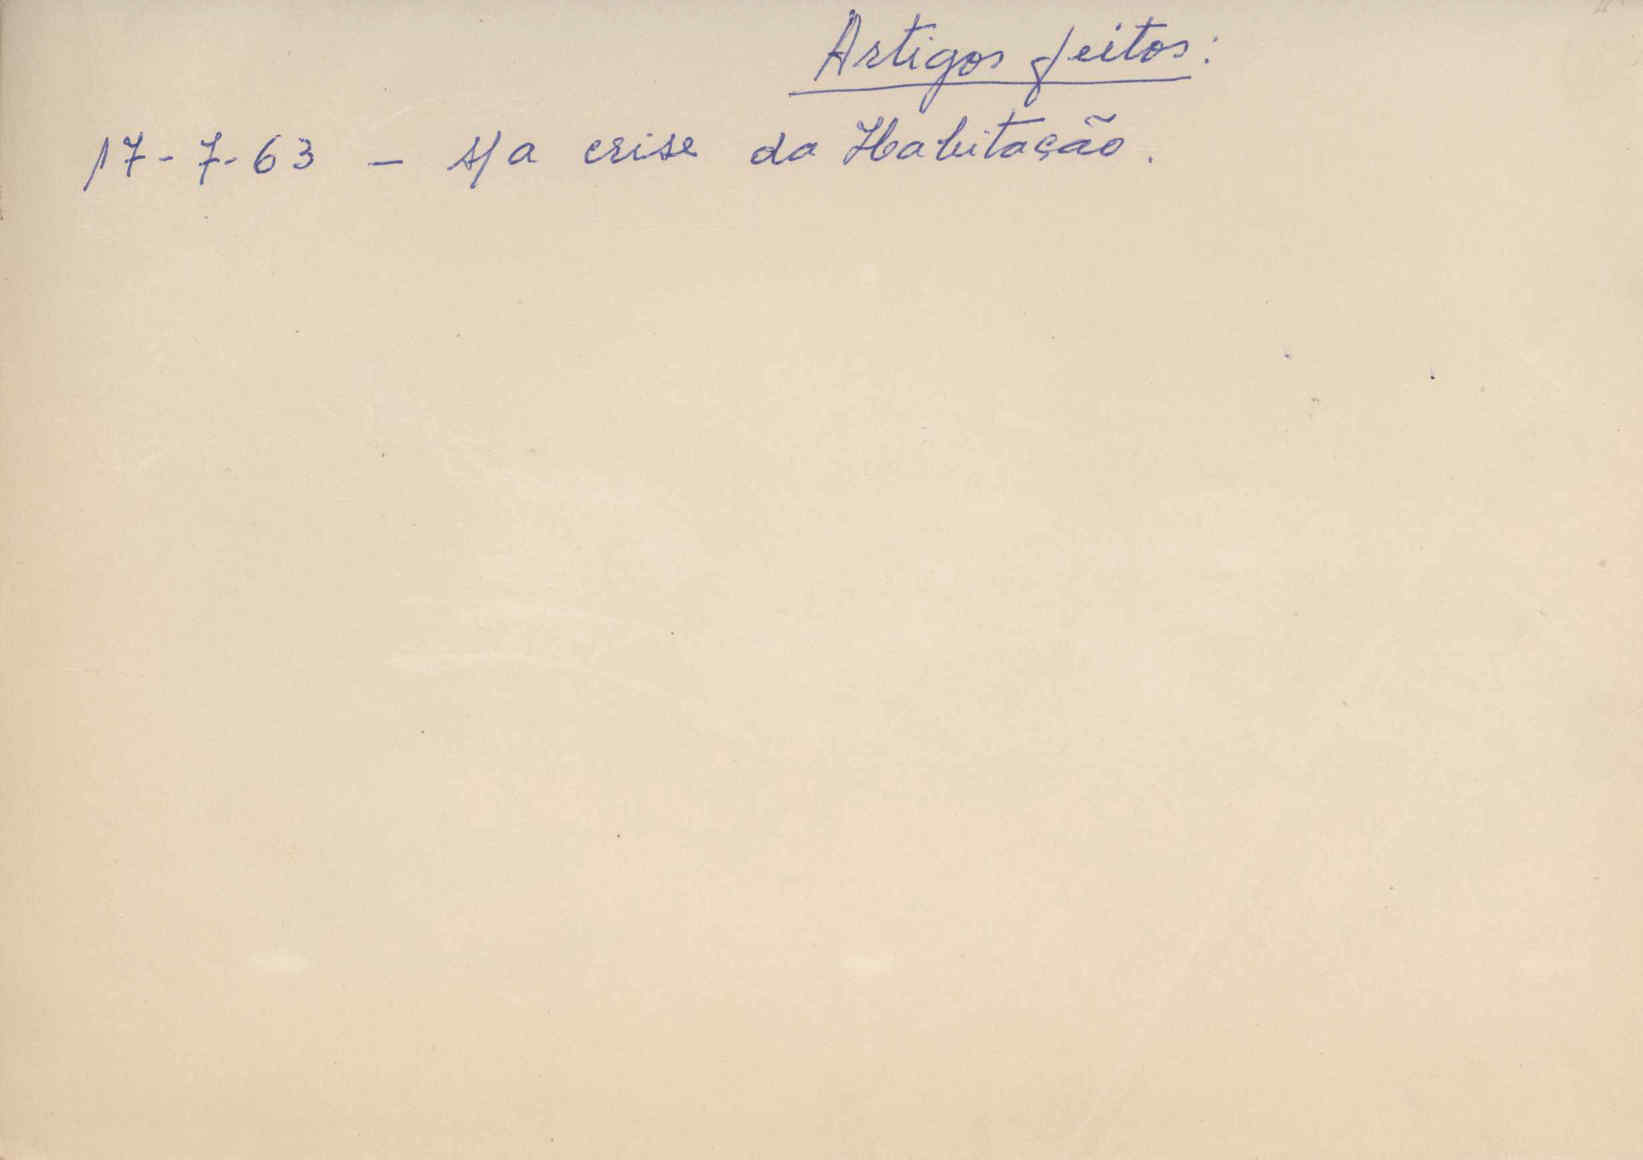 Artigos feitos:
17-7-63 - s/a crise da Habitação.